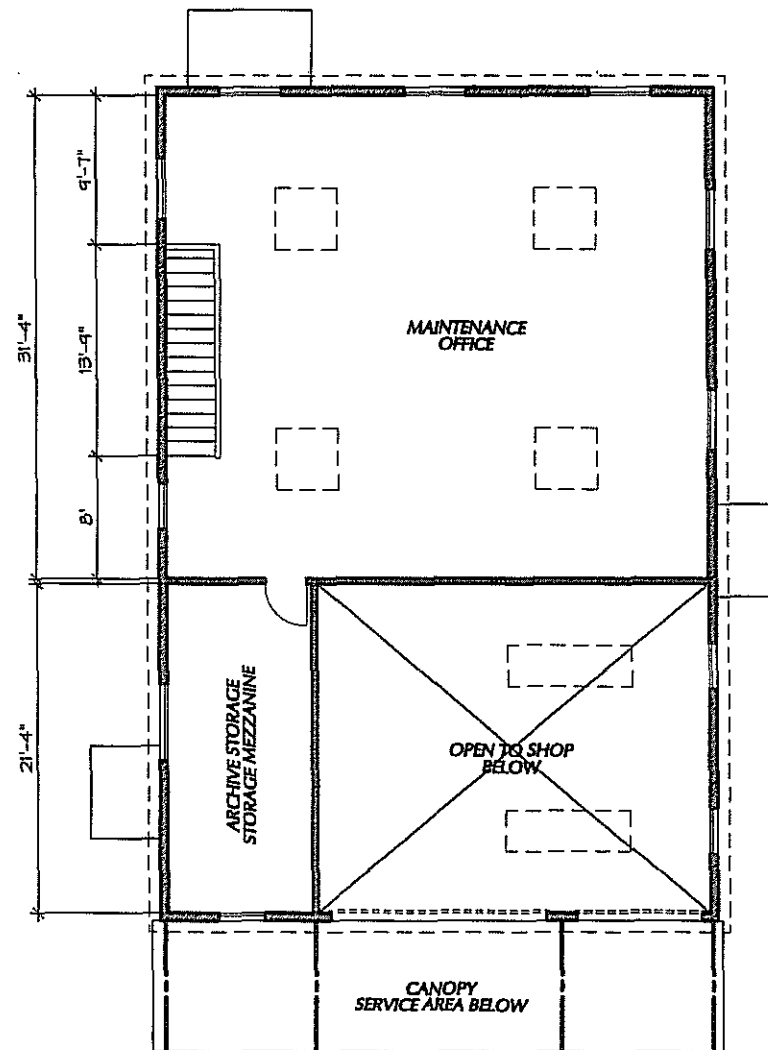 9'-7"
31'-4"
13'-4"
8'
MAINTENANCE
OFFICE
21'-4"
ARCHIVE STORAGE
STORAGE MEZZANINE
OPEN TO SHOP
BELOW
CANOPY
SERVICE AREA BELOW